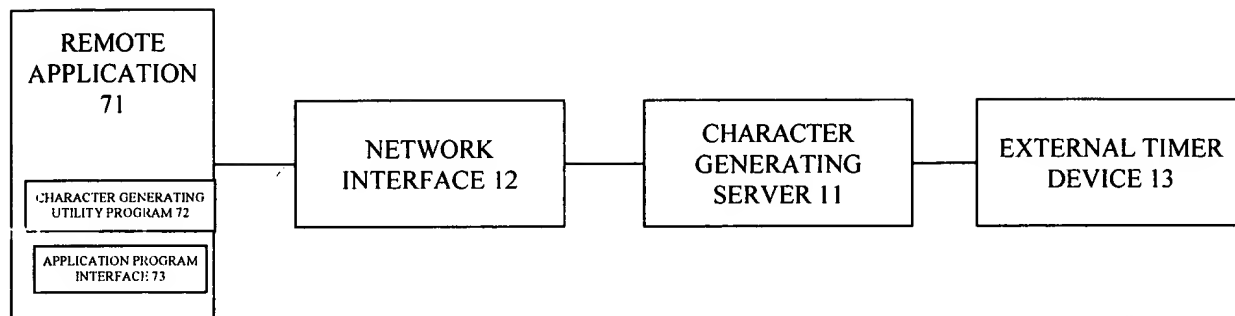 REMOTE
APPLICATION
71
CHARACTER GENERATING
UTILITY PROGRAM 72
APPLICATION PROGRAM
INTERFACE 73
NETWORK
INTERFACE 12
CHARACTER
GENERATING
SERVER 11
EXTERNAL TIMER
DEVICE 13